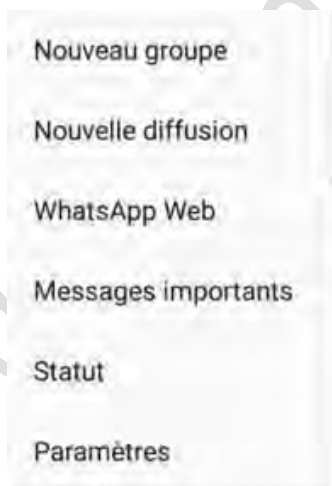 Nouveau groupe
Nouvelle diffusion
WhatsApp Web
Messages importants
Statut
Paramètres